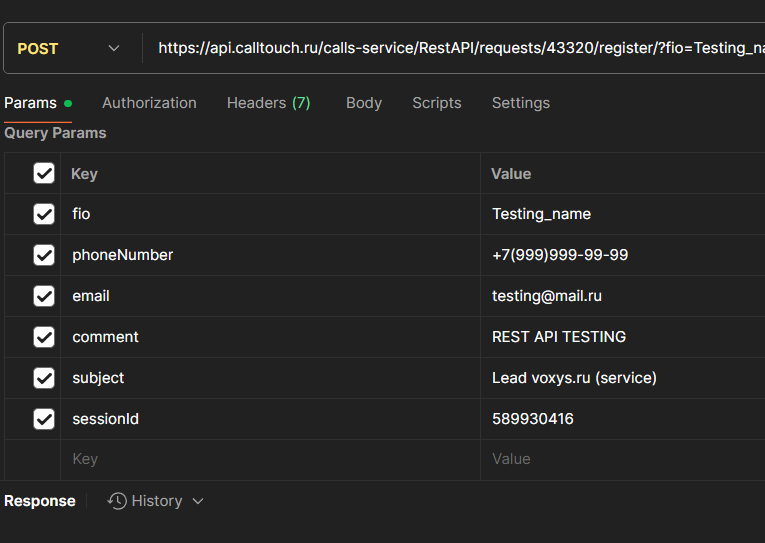 POST https://api.calltouch.ru/calls-service/RestAPI/requests/43320/register/?fio=Testing_na
Params Authorization Headers (7) Body Scripts Settings
Query Params
Key Value
fio Testing_name
phoneNumber +7(999)999-99-99
email testing@mail.ru
comment REST API TESTING
subject Lead voxys.ru (service)
sessionId 589930416
Key Value
Response History